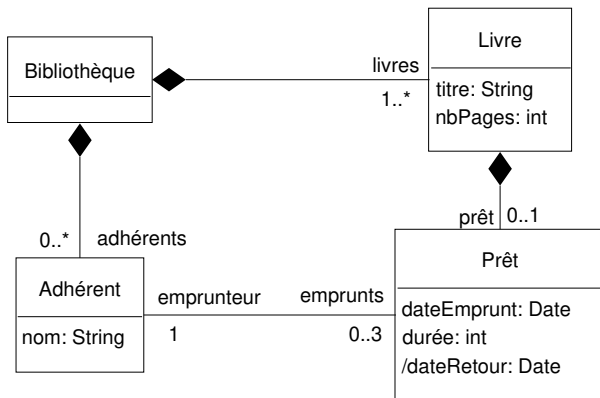 Bibliothèque
livres
1..*
Livre
titre: String
nbPages: int
prêt 0..1
0..* adhérents
Adhérent
nom: String
emprunteur
1
emprunts
0..3
Prêt
dateEmprunt: Date
durée: int
/dateRetour: Date